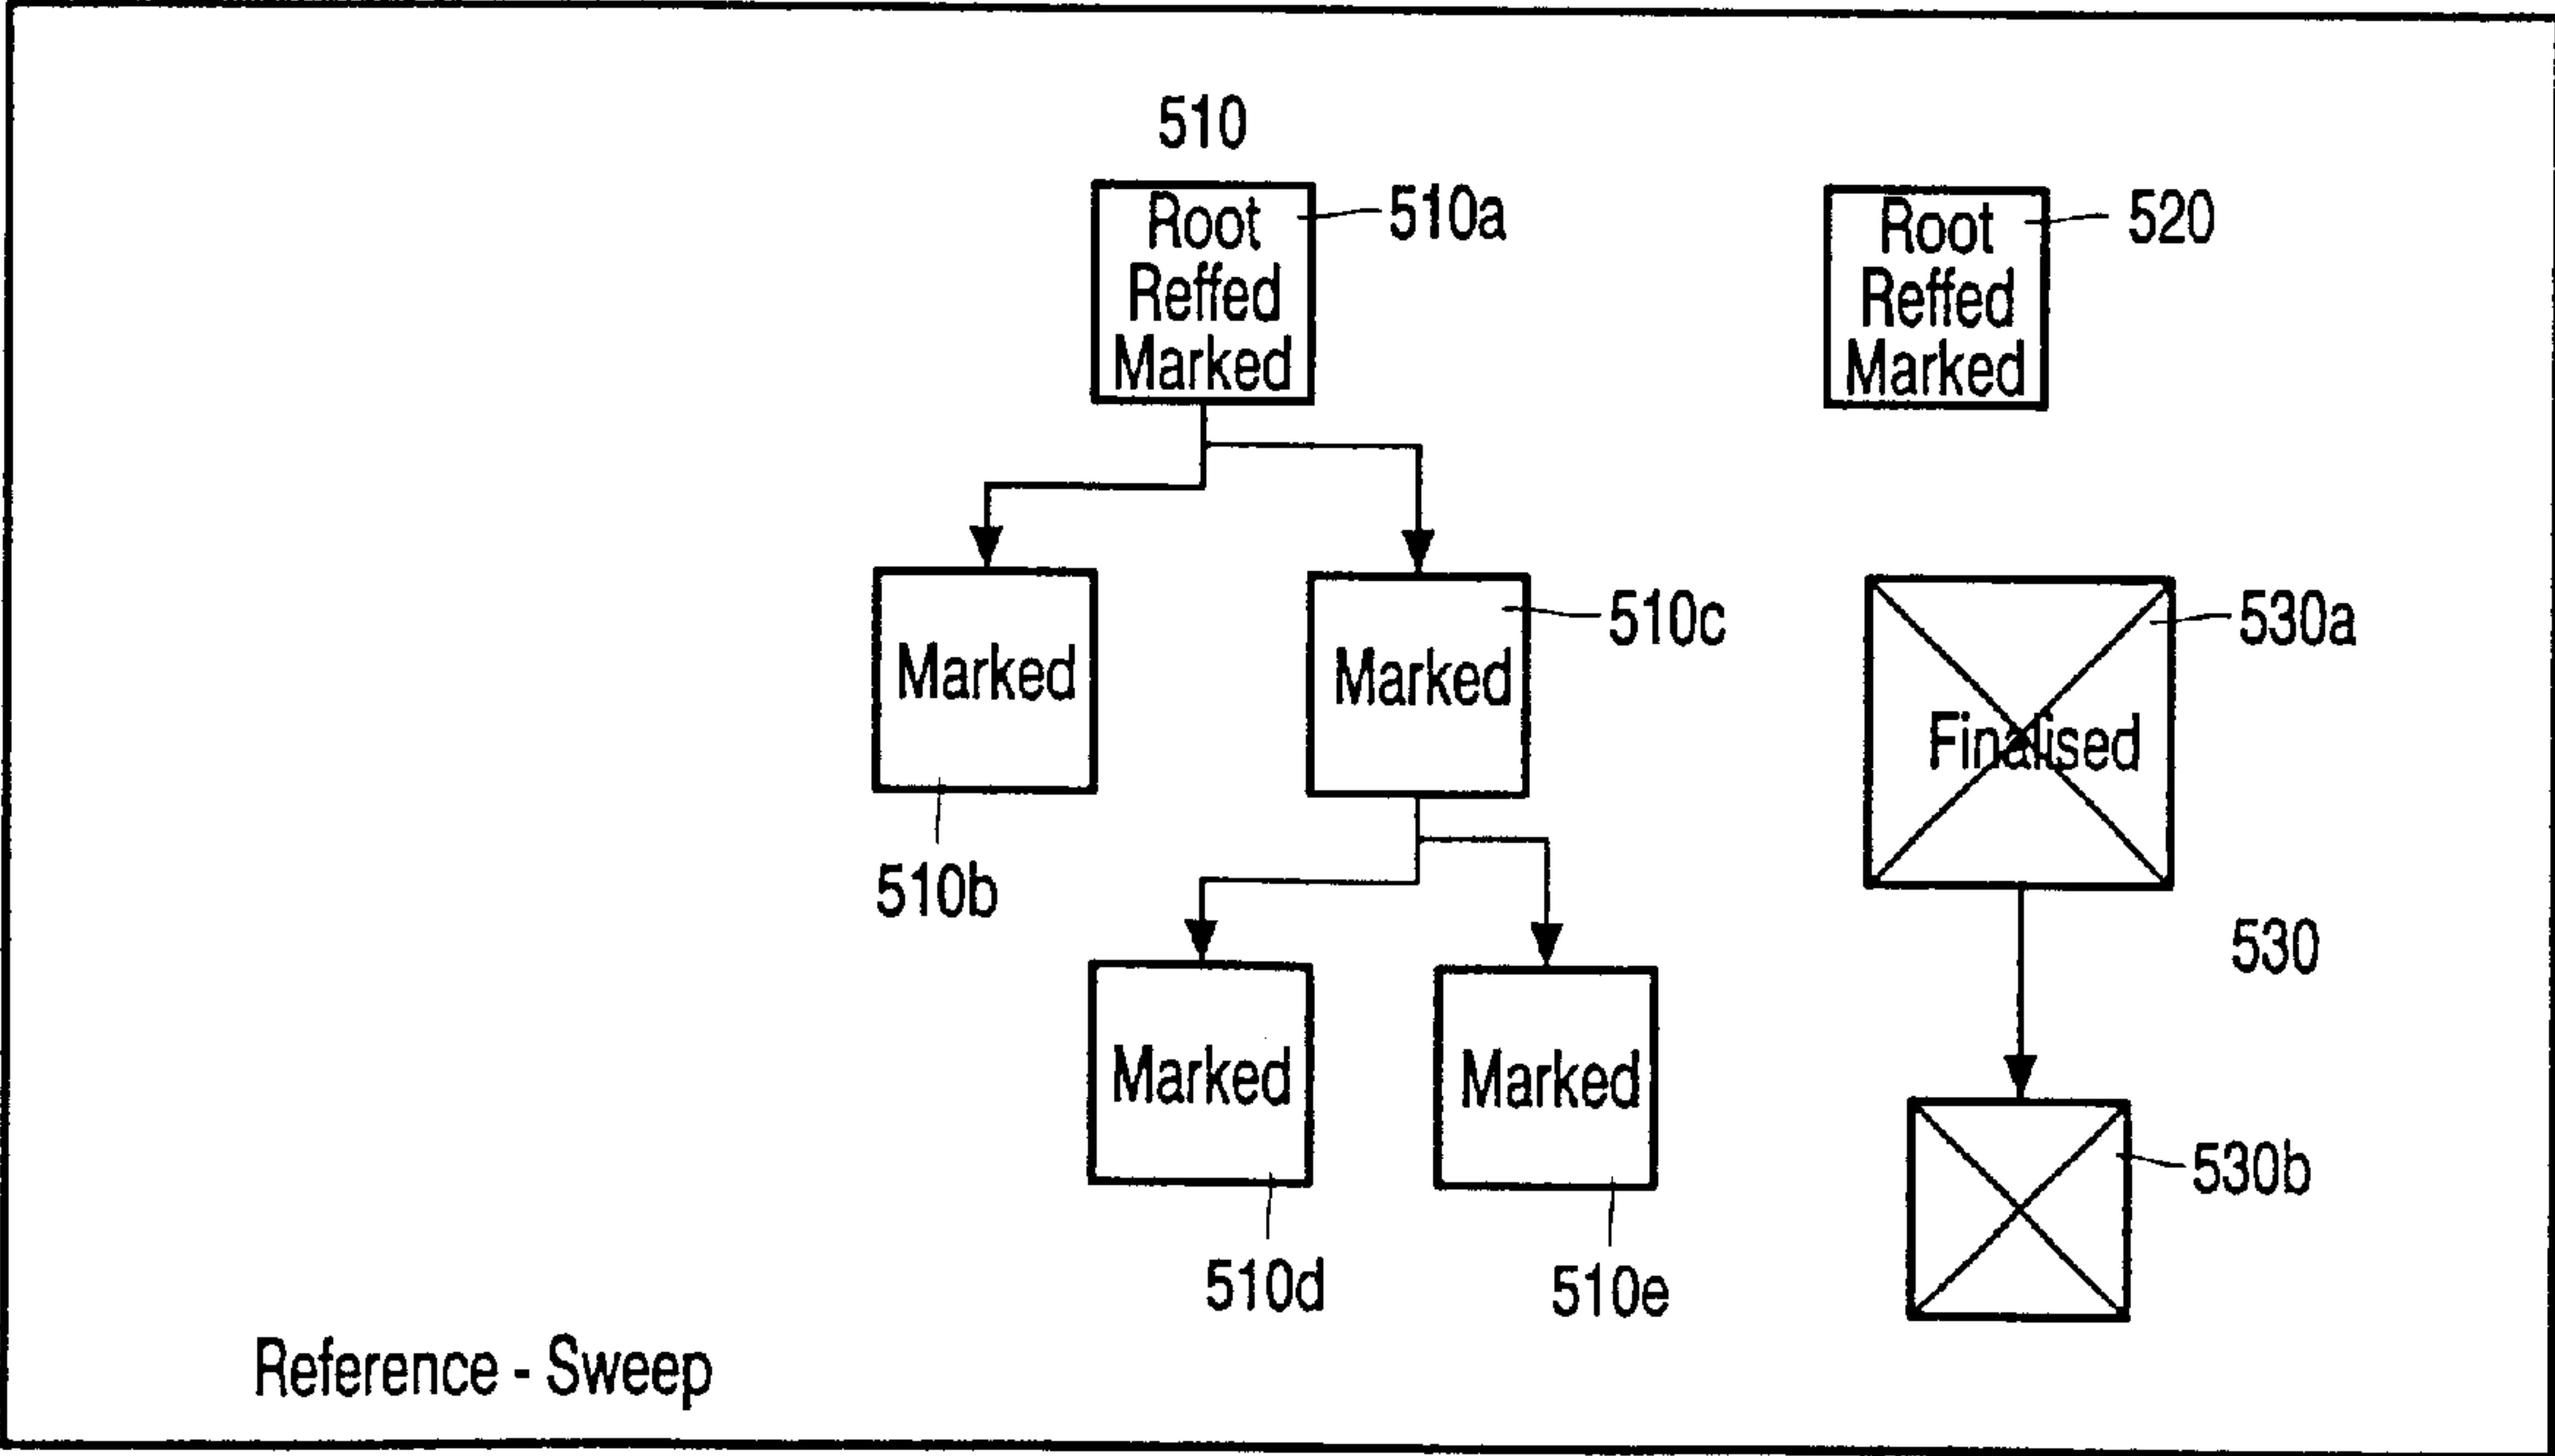 510
Root
Reffed
Marked
510a
Root
Reffed
Marked
520
Marked
510b
Marked
510c
Finalised
530a
530
Marked
510d
Marked
510e
530b
Reference - Sweep